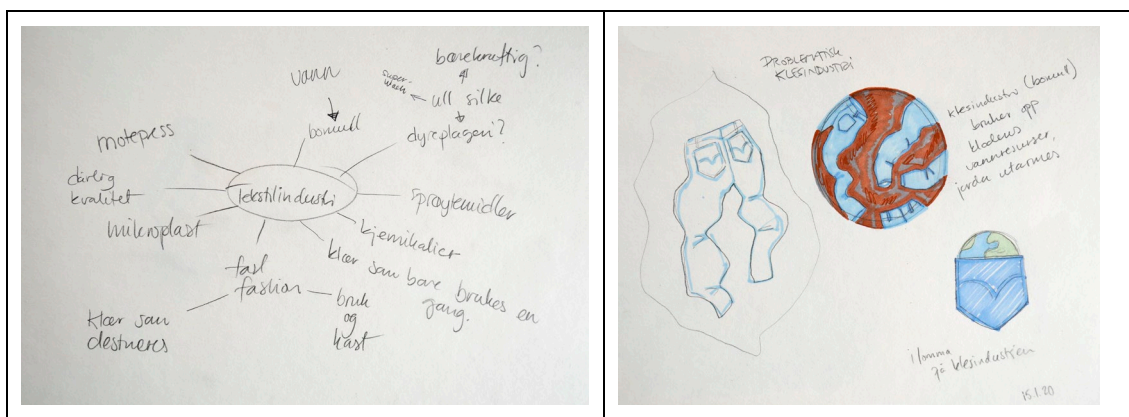 vann
bærekraftig?
super-
wash
ull silke
bomull
dyreplageri?
motepress
dårlig
kvalitet
tekstilindustri
sprøytemidler
mikroplast
kjemikalier
klær som bare brukes en
gang.
fast
fashion
bruk
og
kast
klær som
destrueres
PROBLEMATISK
KLESINDUSTRI
klesindustri (bomull)
bruker opp
klodens
vannresurser,
jorda utarmes
i lomma
på klesindustrien
15.1.20